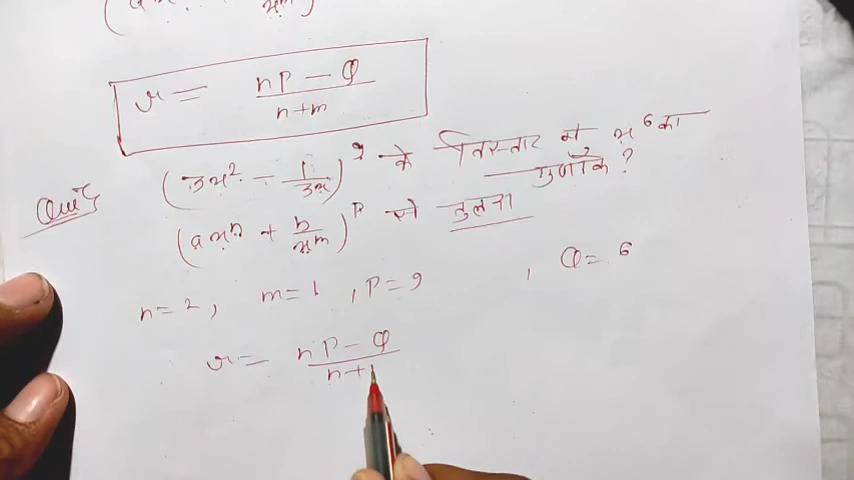 r = (nP - Q)/(n+m)
Que (3x² - 1/3x)⁹ के विस्तार में x⁶ का
गुणांक ?
(axⁿ + b/xᵐ)ᴾ से तुलना
n = 2, m = 1, P = 9, Q = 6
r = (nP - Q)/(n+